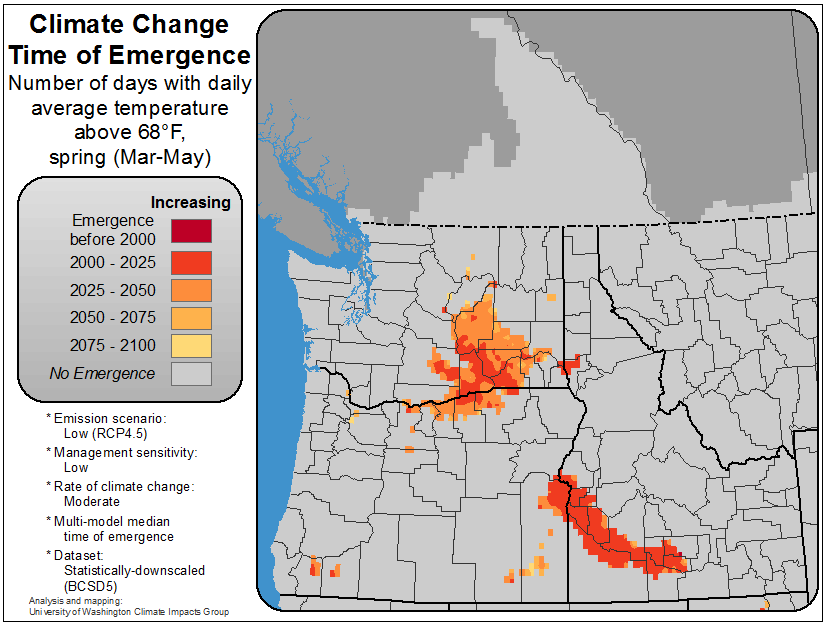 Climate Change
Time of Emergence
Number of days with daily
average temperature
above 68°F,
spring (Mar-May)
Increasing
Emergence
before 2000
2000 - 2025
2025 - 2050
2050 - 2075
2075 - 2100
No Emergence
* Emission scenario:
Low (RCP4.5)
* Management sensitivity:
Low
* Rate of climate change:
Moderate
* Multi-model median
time of emergence
* Dataset:
Statistically-downscaled
(BCSD5)
Analysis and mapping:
University of Washington Climate Impacts Group